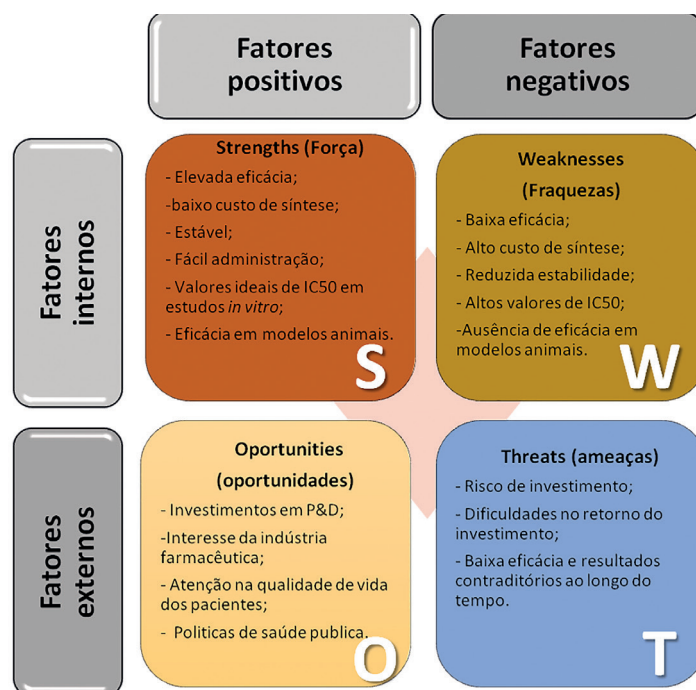 Fatores
positivos
Fatores
negativos
Fatores
internos
Strengths (Força)
- Elevada eficácia;
-baixo custo de síntese;
- Estável;
- Fácil administração;
- Valores ideais de IC50 em
estudos in vitro;
- Eficácia em modelos animais.
S
Weaknesses
(Fraquezas)
- Baixa eficácia;
- Alto custo de síntese;
- Reduzida estabilidade;
- Altos valores de IC50;
-Ausência de eficácia em
modelos animais.
W
Fatores
externos
Oportunities
(oportunidades)
- Investimentos em P&D;
-Interesse da indústria
farmacêutica;
- Atenção na qualidade de vida
dos pacientes;
- Politicas de saúde publica.
O
Threats (ameaças)
- Risco de investimento;
- Dificuldades no retorno do
investimento;
- Baixa eficácia e resultados
contraditórios ao longo do
tempo.
T